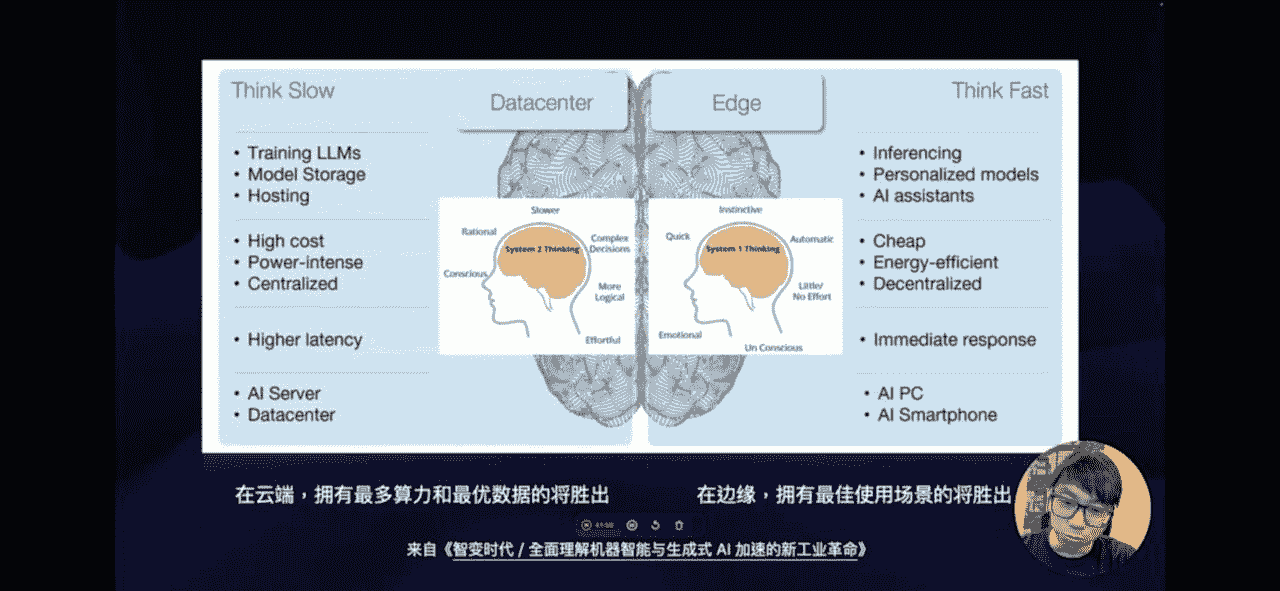 Think Slow
Datacenter
• Training LLMs
• Model Storage
• Hosting
• High cost
• Power-intense
• Centralized
• Higher latency
• AI Server
• Datacenter
Slower
Rational
System 2 Thinking
Complex
Decisions
Conscious
More
Logical
Effortful
Edge
Think Fast
Instinctive
Quick
System 1 Thinking
Automatic
Little/
No Effort
Emotional
Un Conscious
• Inferencing
• Personalized models
• AI assistants
• Cheap
• Energy-efficient
• Decentralized
• Immediate response
• AI PC
• AI Smartphone
在云端，拥有最多算力和最优数据的将胜出
在边缘，拥有最佳使用场景的将胜出
来自《智变时代 / 全面理解机器智能与生成式 AI 加速的新工业革命》